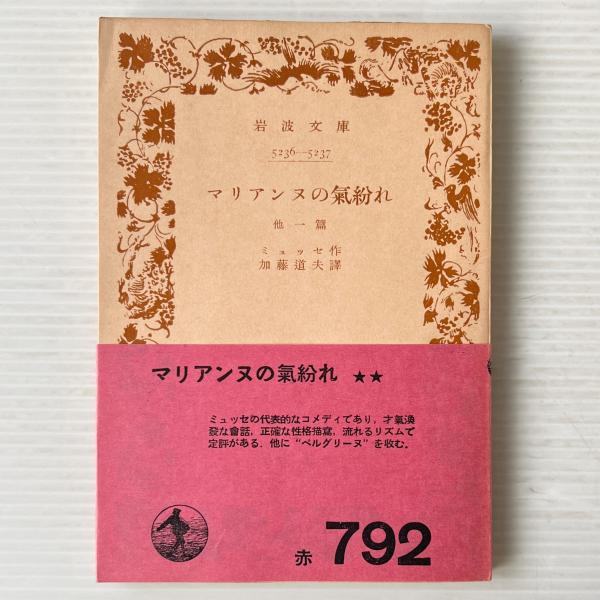 岩波文庫
5236—5237
マリアンヌの氣紛れ
他一篇
ミュッセ作
加藤道夫譯
マリアンヌの氣紛れ ★★
ミュッセの代表的なコメディであり，才氣渙
發な會話，正確な性格描寫，流れるリズムで
定評がある．他に“ベルグリーヌ”を收む．
赤 792